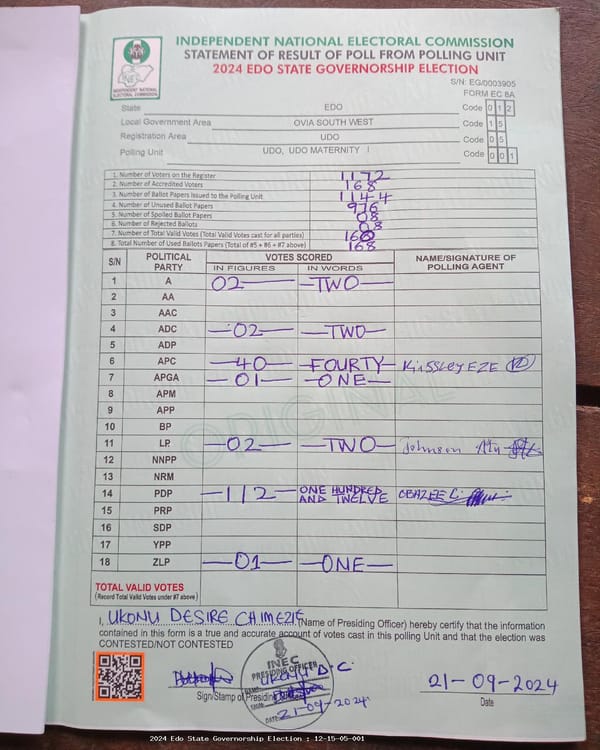 INDEPENDENT NATIONAL ELECTORAL COMMISSION
STATEMENT OF RESULT OF POLL FROM POLLING UNIT
2024 EDO STATE GOVERNORSHIP ELECTION
INEC
INDEPENDENT NATIONAL ELECTORAL COMMISSION
S/N: EG/0003905
FORM EC 8A
State EDO Code 0 1 2
Local Government Area OVIA SOUTH WEST Code 1 5
Registration Area UDO Code 0 5
Polling Unit UDO, UDO MATERNITY I Code 0 0 1
1. Number of Voters on the Register 1172
2. Number of Accredited Voters 168
3. Number of Ballot Papers Issued to the Polling Unit 1144
4. Number of Unused Ballot Papers 976
5. Number of Spoiled Ballot Papers 08
6. Number of Rejected Ballots 08
7. Number of Total Valid Votes (Total Valid Votes cast for all parties) 160
8. Total Number of Used Ballots Papers (Total of #5 + #6 + #7 above) 168
S/N POLITICAL PARTY VOTES SCORED NAME/SIGNATURE OF POLLING AGENT
IN FIGURES IN WORDS
1 A 02 TWO
2 AA
3 AAC
4 ADC 02 TWO
5 ADP
6 APC 40 FOURTY Kinssley EZE
7 APGA 01 ONE
8 APM
9 APP
10 BP
11 LP 02 TWO Johnson
12 NNPP
13 NRM
14 PDP 112 ONE HUNDRED AND TWELVE OBAZEE
15 PRP
16 SDP
17 YPP
18 ZLP 01 ONE
ORIGINAL
TOTAL VALID VOTES
(Record Total Valid Votes under #7 above)
I, UKONU DESIRE CHIMEZIE (Name of Presiding Officer) hereby certify that the information
contained in this form is a true and accurate account of votes cast in this polling Unit and that the election was
CONTESTED/NOT CONTESTED
INEC
PRESIDING OFFICER
NAME: UKONU D. C.
SIGN:
DATE: 21-09-2024
Sign/Stamp of Presiding Officer
21-09-2024
Date
2024 Edo State Governorship Election : 12-15-05-001